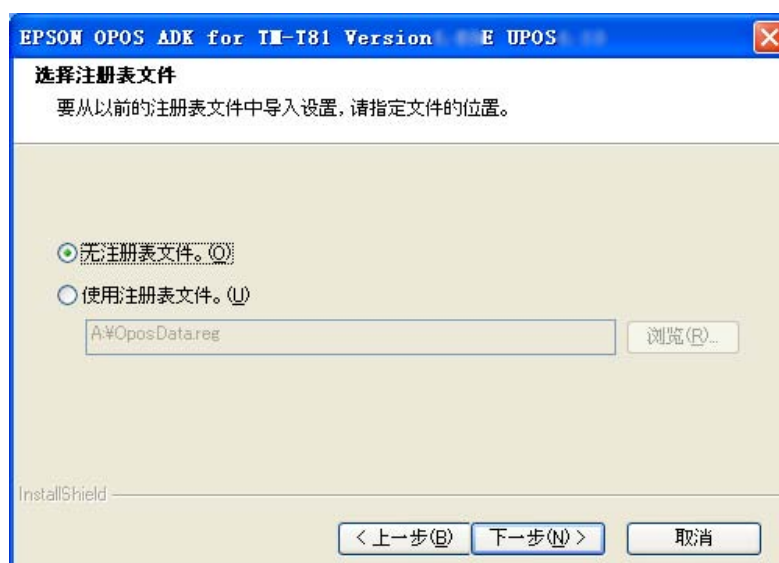 EPSON OPOS ADK for TM-T81 Version E UPOS
选择注册表文件
要从以前的注册表文件中导入设置，请指定文件的位置。
无注册表文件。(O)
使用注册表文件。(U)
A:¥OposData.reg
浏览(R)...
InstallShield
< 上一步(B)
下一步(N) >
取消